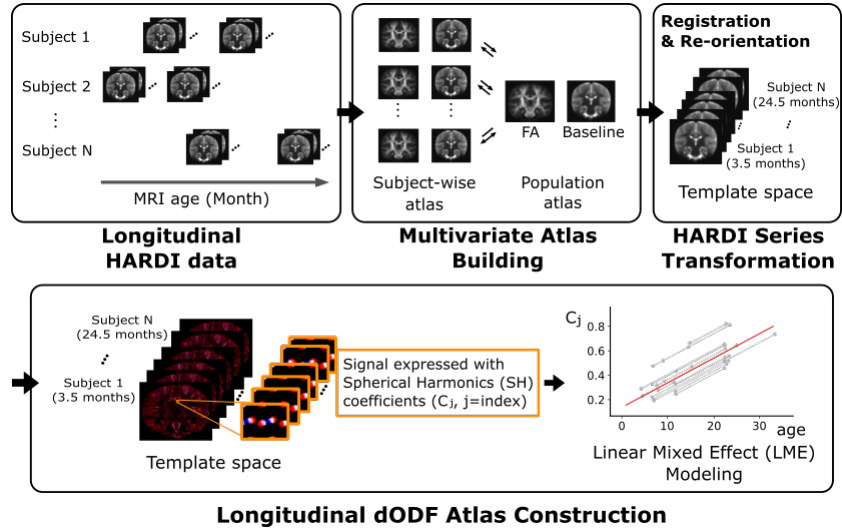 Subject 1
Subject 2
Subject N
MRI age (Month)
Longitudinal
HARDI data
FA
Baseline
Subject-wise
atlas
Population
atlas
Multivariate Atlas
Building
Registration
& Re-orientation
Subject N
(24.5 months)
Subject 1
(3.5 months)
Template space
HARDI Series
Transformation
Subject N
(24.5 months)
Subject 1
(3.5 months)
Template space
Signal expressed with
Spherical Harmonics (SH)
coefficients (Cj, j=index)
Cj
0.8
0.6
0.4
0.2
0
10
20
30
age
Linear Mixed Effect (LME)
Modeling
Longitudinal dODF Atlas Construction